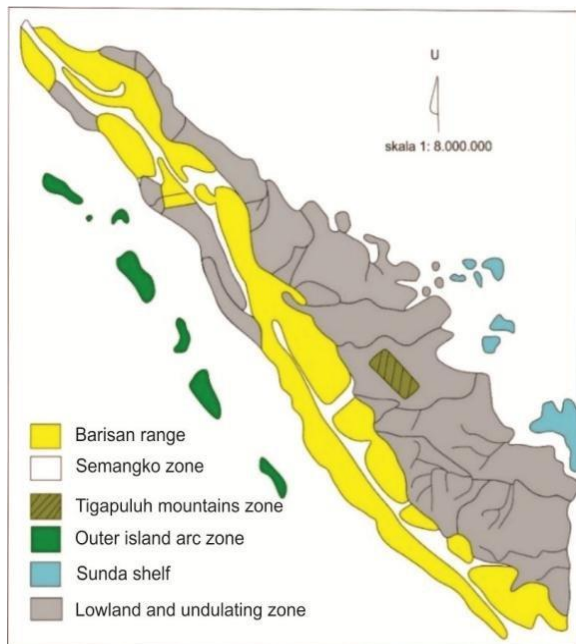 U
skala 1: 8.000.000
Barisan range
Semangko zone
Tigapuluh mountains zone
Outer island arc zone
Sunda shelf
Lowland and undulating zone